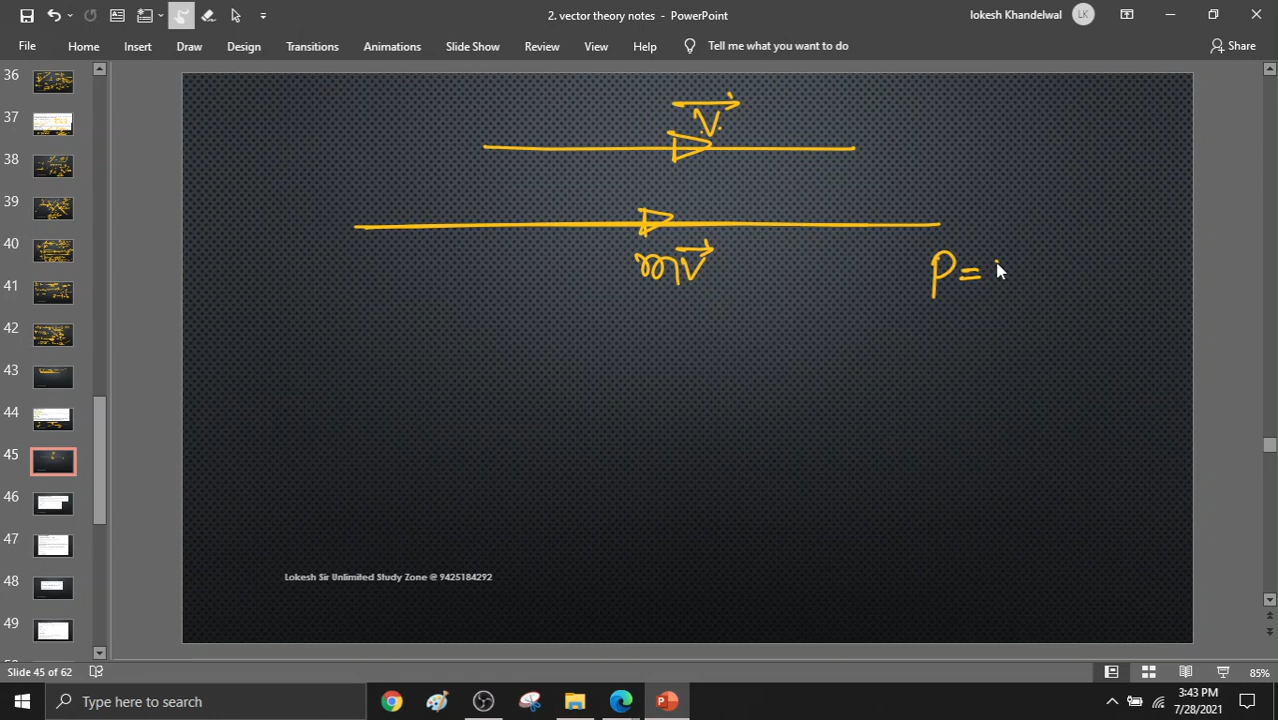 2. vector theory notes - PowerPoint
lokesh Khandelwal LK
File Home Insert Draw Design Transitions Animations Slide Show Review View Help Tell me what you want to do Share
36
37
38
39
40
41
42
43
44
45
46
47
48
49
V
mV
P =
Lokesh Sir Unlimited Study Zone @ 9425184292
Slide 45 of 62
85%
Type here to search
3:43 PM
7/28/2021